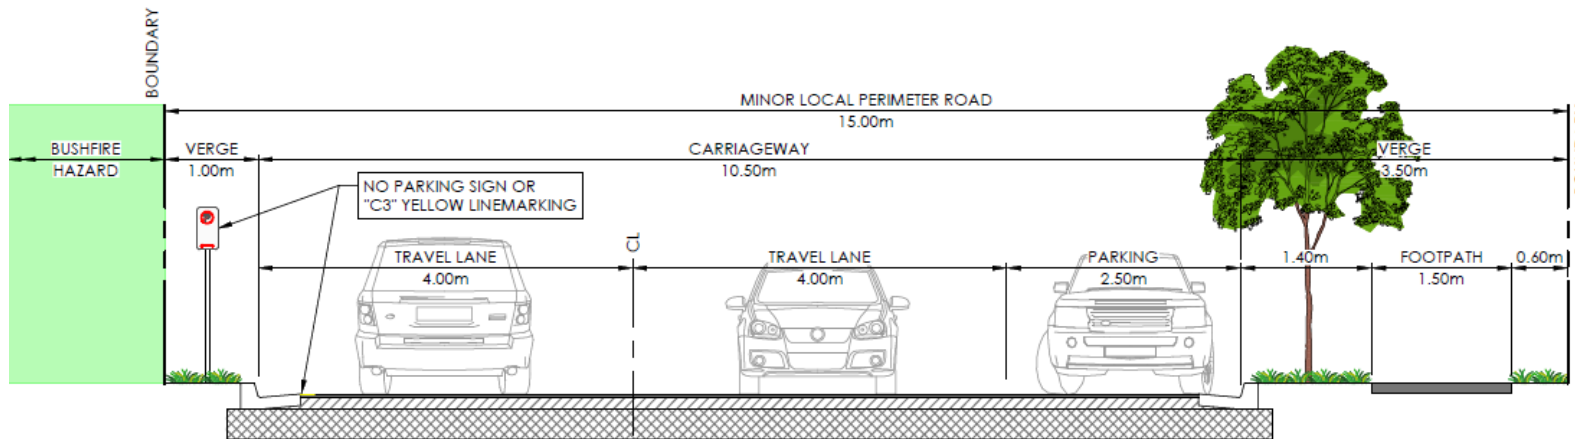 BOUNDARY
MINOR LOCAL PERIMETER ROAD
15.00m
BUSHFIRE
HAZARD
VERGE
1.00m
CARRIAGEWAY
10.50m
VERGE
3.50m
NO PARKING SIGN OR
"C3" YELLOW LINEMARKING
CL
TRAVEL LANE
4.00m
TRAVEL LANE
4.00m
PARKING
2.50m
1.40m
FOOTPATH
1.50m
0.60m